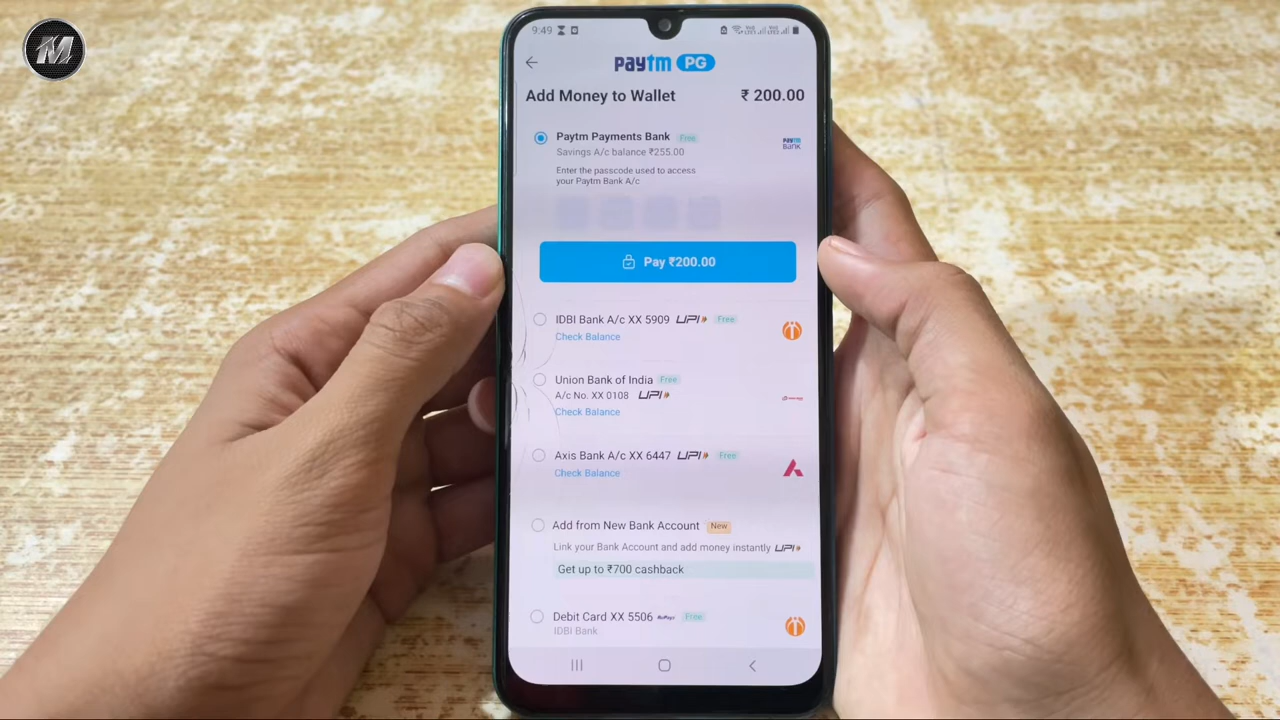 M
9:49
paytm PG
Add Money to Wallet ₹ 200.00
Paytm Payments Bank Free
Savings A/c balance ₹255.00
paytm
BANK
Enter the passcode used to access
your Paytm Bank A/c
Pay ₹200.00
IDBI Bank A/c XX 5909 UPI Free
Check Balance
Union Bank of India Free
A/c No. XX 0108 UPI
Check Balance
Axis Bank A/c XX 6447 UPI Free
Check Balance
Add from New Bank Account New
Link your Bank Account and add money instantly UPI
Get up to ₹700 cashback
Debit Card XX 5506 RuPay Free
IDBI Bank